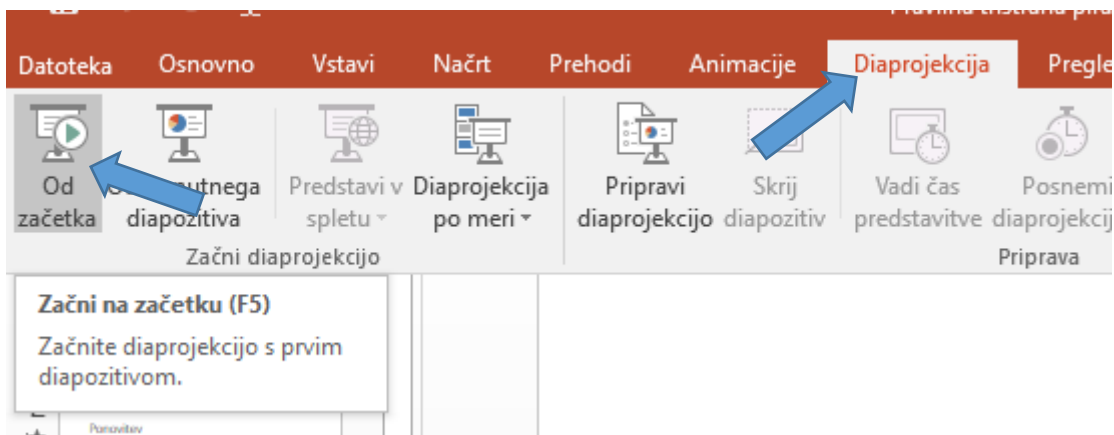 Datoteka Osnovno Vstavi Načrt Prehodi Animacije Diaprojekcija
Od začetka
diapozitiva
Predstavi v spletu
Diaprojekcija po meri
Pripravi diaprojekcijo
Skrij diapozitiv
Vadi čas predstavitve
Posnemi
Začni diaprojekcijo
Priprava
Začni na začetku (F5)
Začnite diaprojekcijo s prvim
diapozitivom.
Ponovitev